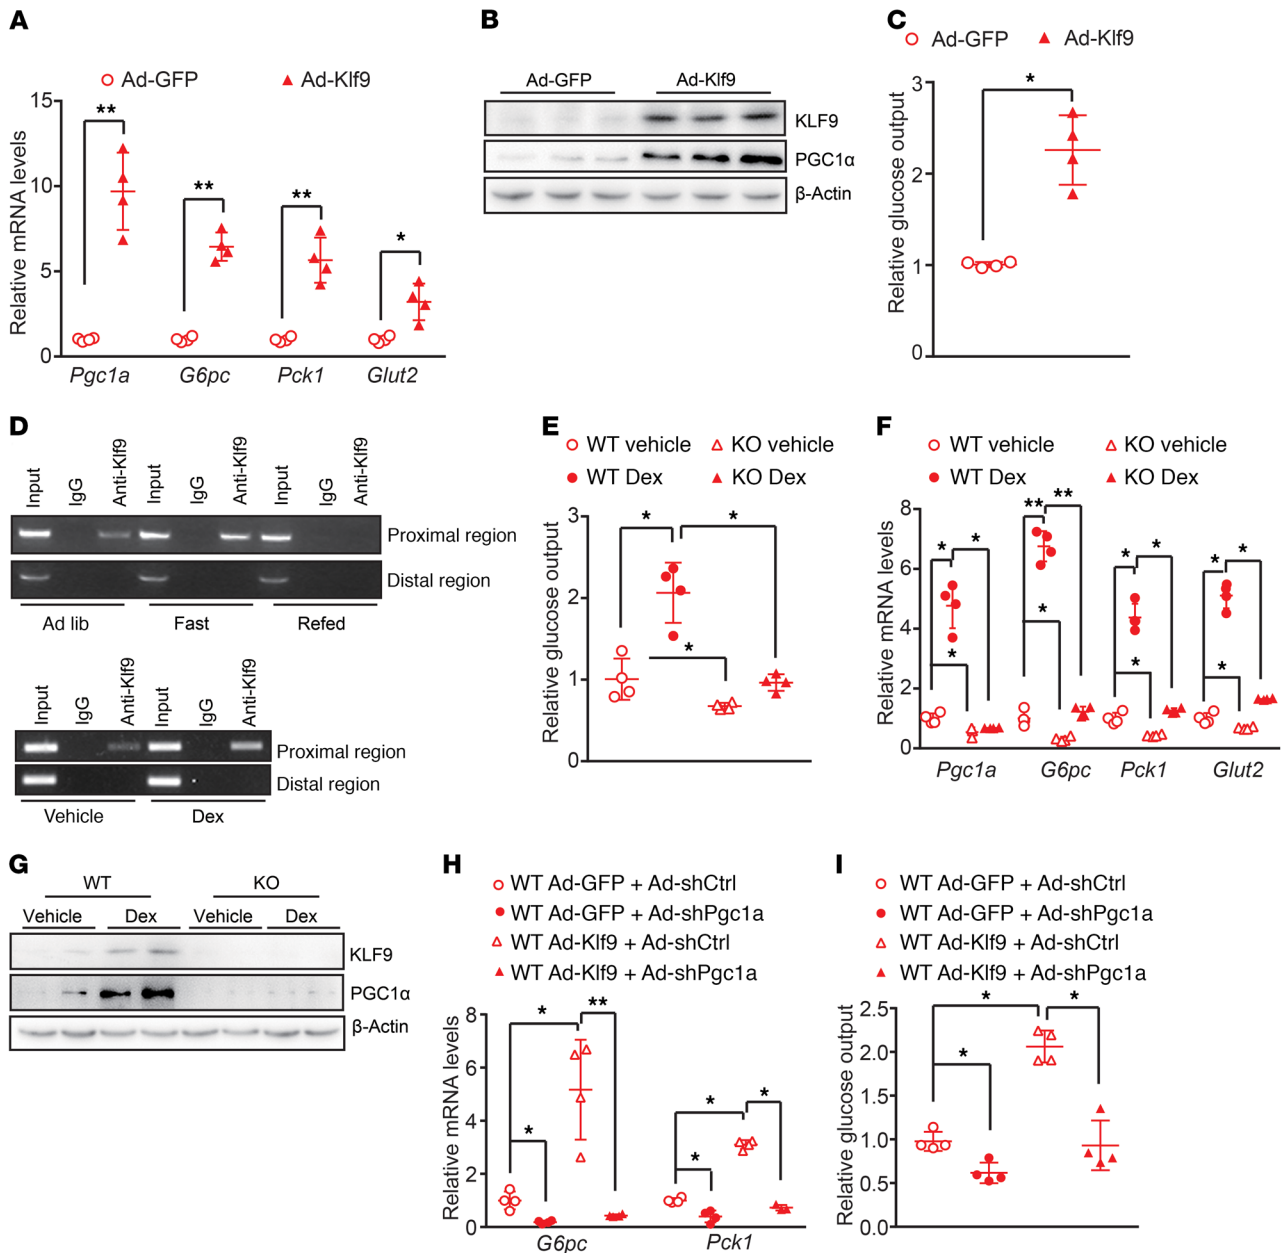 A
Ad-GFP Ad-Klf9
Relative mRNA levels
15
10
5
0
** ** ** *
Pgc1a G6pc Pck1 Glut2
B
Ad-GFP Ad-Klf9
KLF9
PGC1α
β-Actin
C
Ad-GFP Ad-Klf9
Relative glucose output
3
2
1
0
*
D
Input IgG Anti-Klf9 Input IgG Anti-Klf9 Input IgG Anti-Klf9
Proximal region
Distal region
Ad lib Fast Refed
Input IgG Anti-Klf9 Input IgG Anti-Klf9
Proximal region
Distal region
Vehicle Dex
E
WT vehicle KO vehicle
WT Dex KO Dex
Relative glucose output
3
2
1
0
* *
*
F
WT vehicle KO vehicle
WT Dex KO Dex
Relative mRNA levels
8
6
4
2
0
* * ** ** * * * *
* * * *
Pgc1a G6pc Pck1 Glut2
G
WT KO
Vehicle Dex Vehicle Dex
KLF9
PGC1α
β-Actin
H
WT Ad-GFP + Ad-shCtrl
WT Ad-GFP + Ad-shPgc1a
WT Ad-Klf9 + Ad-shCtrl
WT Ad-Klf9 + Ad-shPgc1a
Relative mRNA levels
8
6
4
2
0
* **
*
* *
*
G6pc Pck1
I
WT Ad-GFP + Ad-shCtrl
WT Ad-GFP + Ad-shPgc1a
WT Ad-Klf9 + Ad-shCtrl
WT Ad-Klf9 + Ad-shPgc1a
Relative glucose output
2.5
2.0
1.5
1.0
0.5
0.0
* *
*